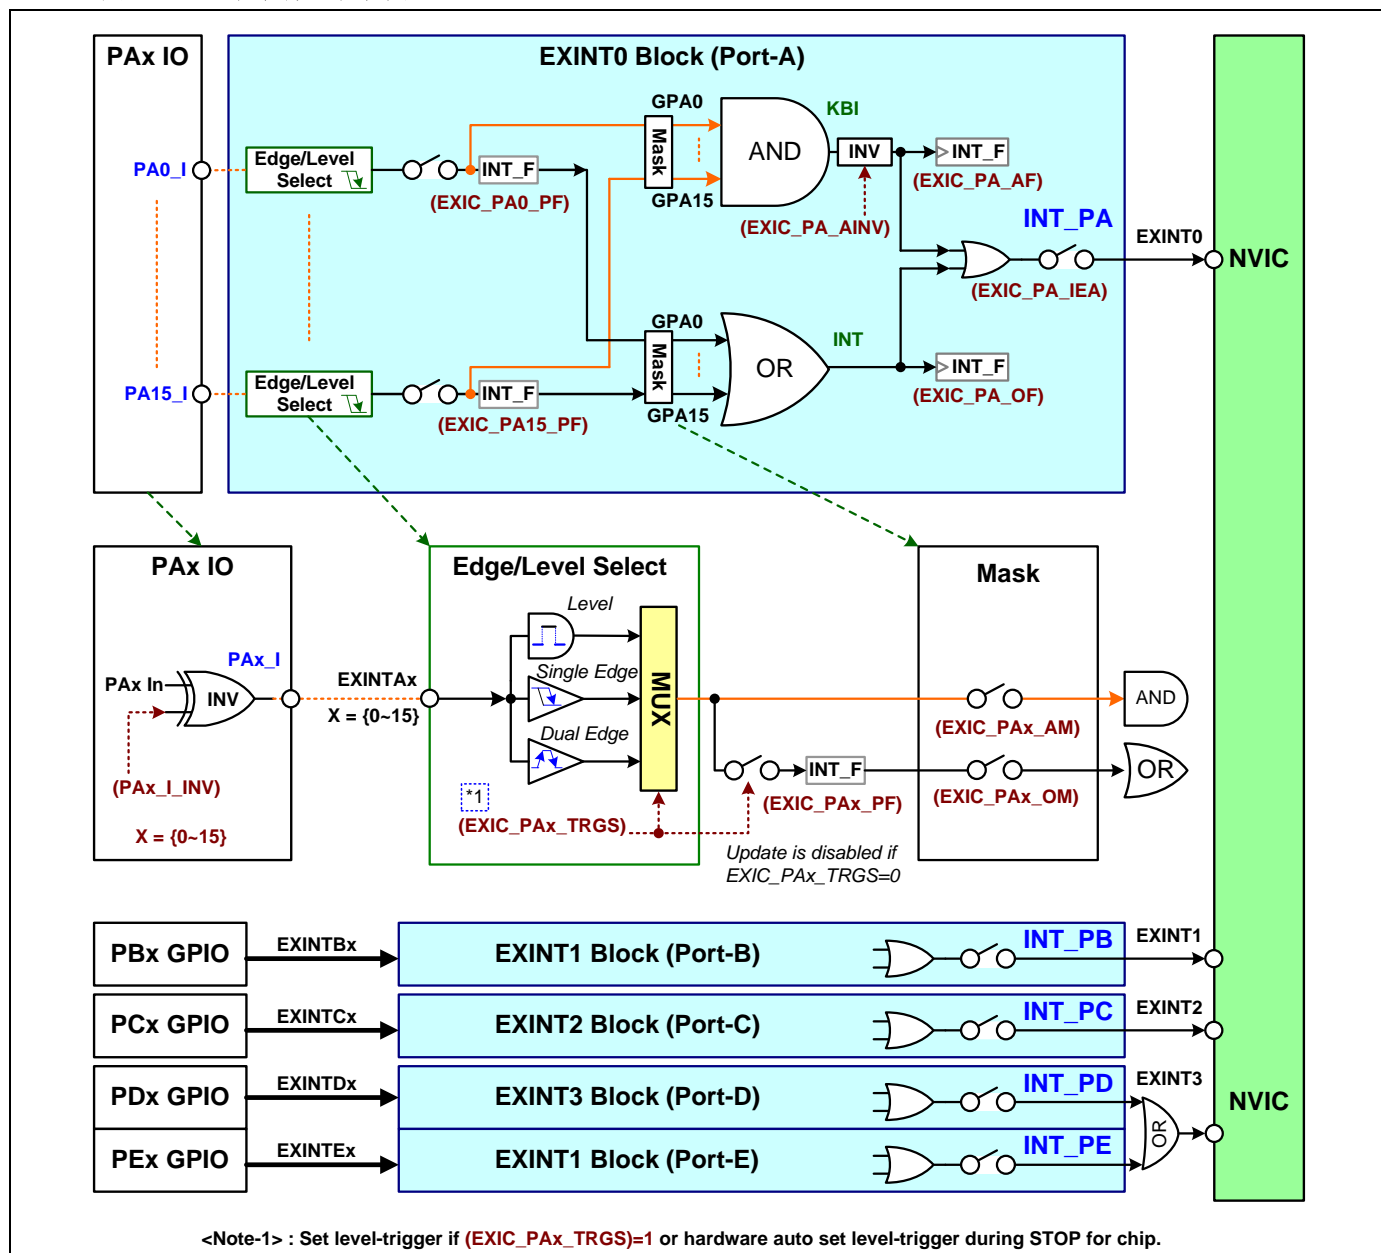 PAx IO
EXINT0 Block (Port-A)
NVIC
PA0_I
Edge/Level
Select
INT_F
(EXIC_PA0_PF)
GPA0
Mask
GPA15
AND
KBI
INV
(EXIC_PA_AINV)
INT_F
(EXIC_PA_AF)
INT_PA
(EXIC_PA_IEA)
EXINT0
PA15_I
Edge/Level
Select
INT_F
(EXIC_PA15_PF)
GPA0
Mask
GPA15
OR
INT
INT_F
(EXIC_PA_OF)
PAx IO
PAx_I
PAx In
INV
(PAx_I_INV)
X = {0~15}
EXINTAx
X = {0~15}
Edge/Level Select
Level
Single Edge
Dual Edge
MUX
*1
(EXIC_PAx_TRGS)
INT_F
(EXIC_PAx_PF)
Update is disabled if
EXIC_PAx_TRGS=0
Mask
(EXIC_PAx_AM)
(EXIC_PAx_OM)
AND
OR
PBx GPIO
EXINTBx
EXINT1 Block (Port-B)
INT_PB
EXINT1
PCx GPIO
EXINTCx
EXINT2 Block (Port-C)
INT_PC
EXINT2
PDx GPIO
EXINTDx
EXINT3 Block (Port-D)
INT_PD
EXINT3
OR
NVIC
PEx GPIO
EXINTEx
EXINT1 Block (Port-E)
INT_PE
<Note-1> : Set level-trigger if (EXIC_PAx_TRGS)=1 or hardware auto set level-trigger during STOP for chip.